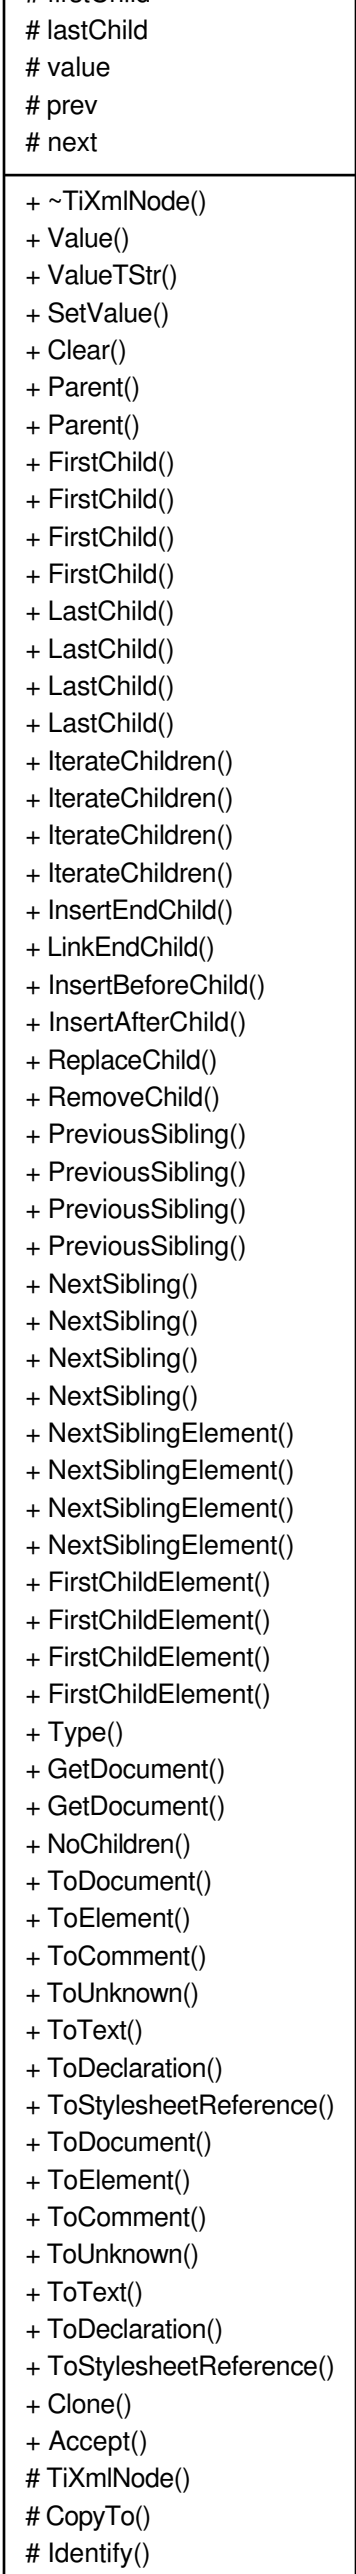 # lastChild
# value
# prev
# next
+ ~TiXmlNode()
+ Value()
+ ValueTStr()
+ SetValue()
+ Clear()
+ Parent()
+ Parent()
+ FirstChild()
+ FirstChild()
+ FirstChild()
+ FirstChild()
+ LastChild()
+ LastChild()
+ LastChild()
+ LastChild()
+ IterateChildren()
+ IterateChildren()
+ IterateChildren()
+ IterateChildren()
+ InsertEndChild()
+ LinkEndChild()
+ InsertBeforeChild()
+ InsertAfterChild()
+ ReplaceChild()
+ RemoveChild()
+ PreviousSibling()
+ PreviousSibling()
+ PreviousSibling()
+ PreviousSibling()
+ NextSibling()
+ NextSibling()
+ NextSibling()
+ NextSibling()
+ NextSiblingElement()
+ NextSiblingElement()
+ NextSiblingElement()
+ NextSiblingElement()
+ FirstChildElement()
+ FirstChildElement()
+ FirstChildElement()
+ FirstChildElement()
+ Type()
+ GetDocument()
+ GetDocument()
+ NoChildren()
+ ToDocument()
+ ToElement()
+ ToComment()
+ ToUnknown()
+ ToText()
+ ToDeclaration()
+ ToStylesheetReference()
+ ToDocument()
+ ToElement()
+ ToComment()
+ ToUnknown()
+ ToText()
+ ToDeclaration()
+ ToStylesheetReference()
+ Clone()
+ Accept()
# TiXmlNode()
# CopyTo()
# Identify()